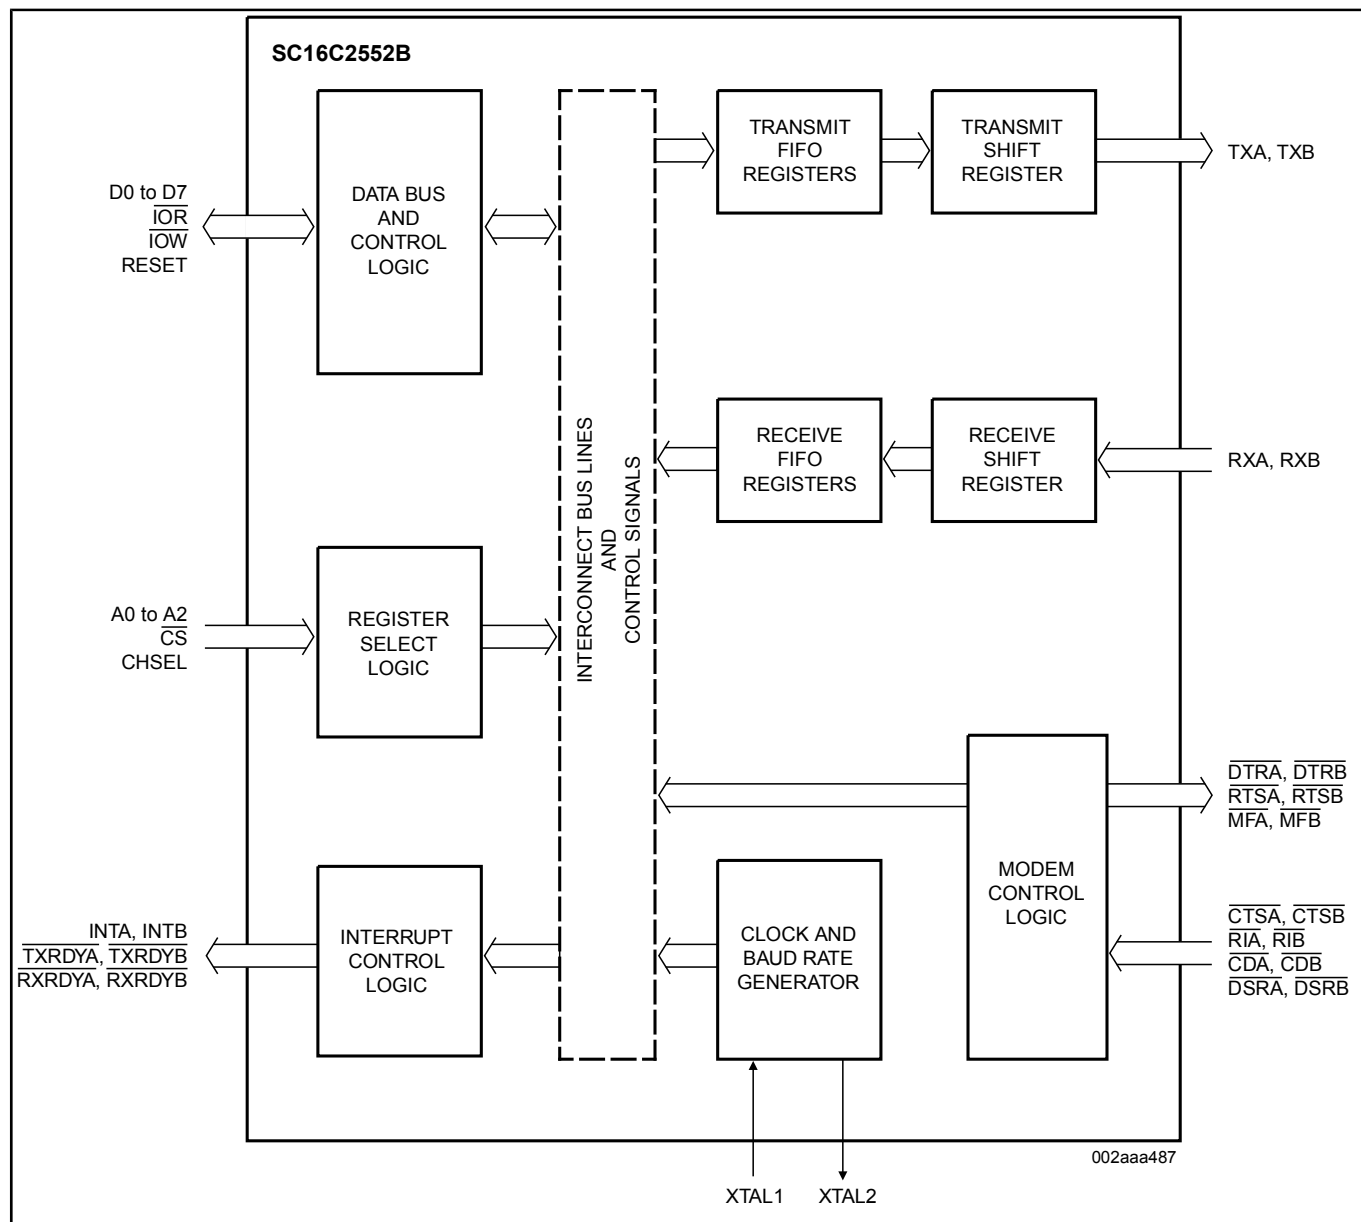 SC16C2552B
D0 to D7
IOR
IOW
RESET
DATA BUS
AND
CONTROL
LOGIC
TRANSMIT
FIFO
REGISTERS
TRANSMIT
SHIFT
REGISTER
TXA, TXB
INTERCONNECT BUS LINES
AND
CONTROL SIGNALS
RECEIVE
FIFO
REGISTERS
RECEIVE
SHIFT
REGISTER
RXA, RXB
A0 to A2
CS
CHSEL
REGISTER
SELECT
LOGIC
DTRA, DTRB
RTSA, RTSB
MFA, MFB
MODEM
CONTROL
LOGIC
CTSA, CTSB
RIA, RIB
CDA, CDB
DSRA, DSRB
INTA, INTB
TXRDYA, TXRDYB
RXRDYA, RXRDYB
INTERRUPT
CONTROL
LOGIC
CLOCK AND
BAUD RATE
GENERATOR
002aaa487
XTAL1
XTAL2